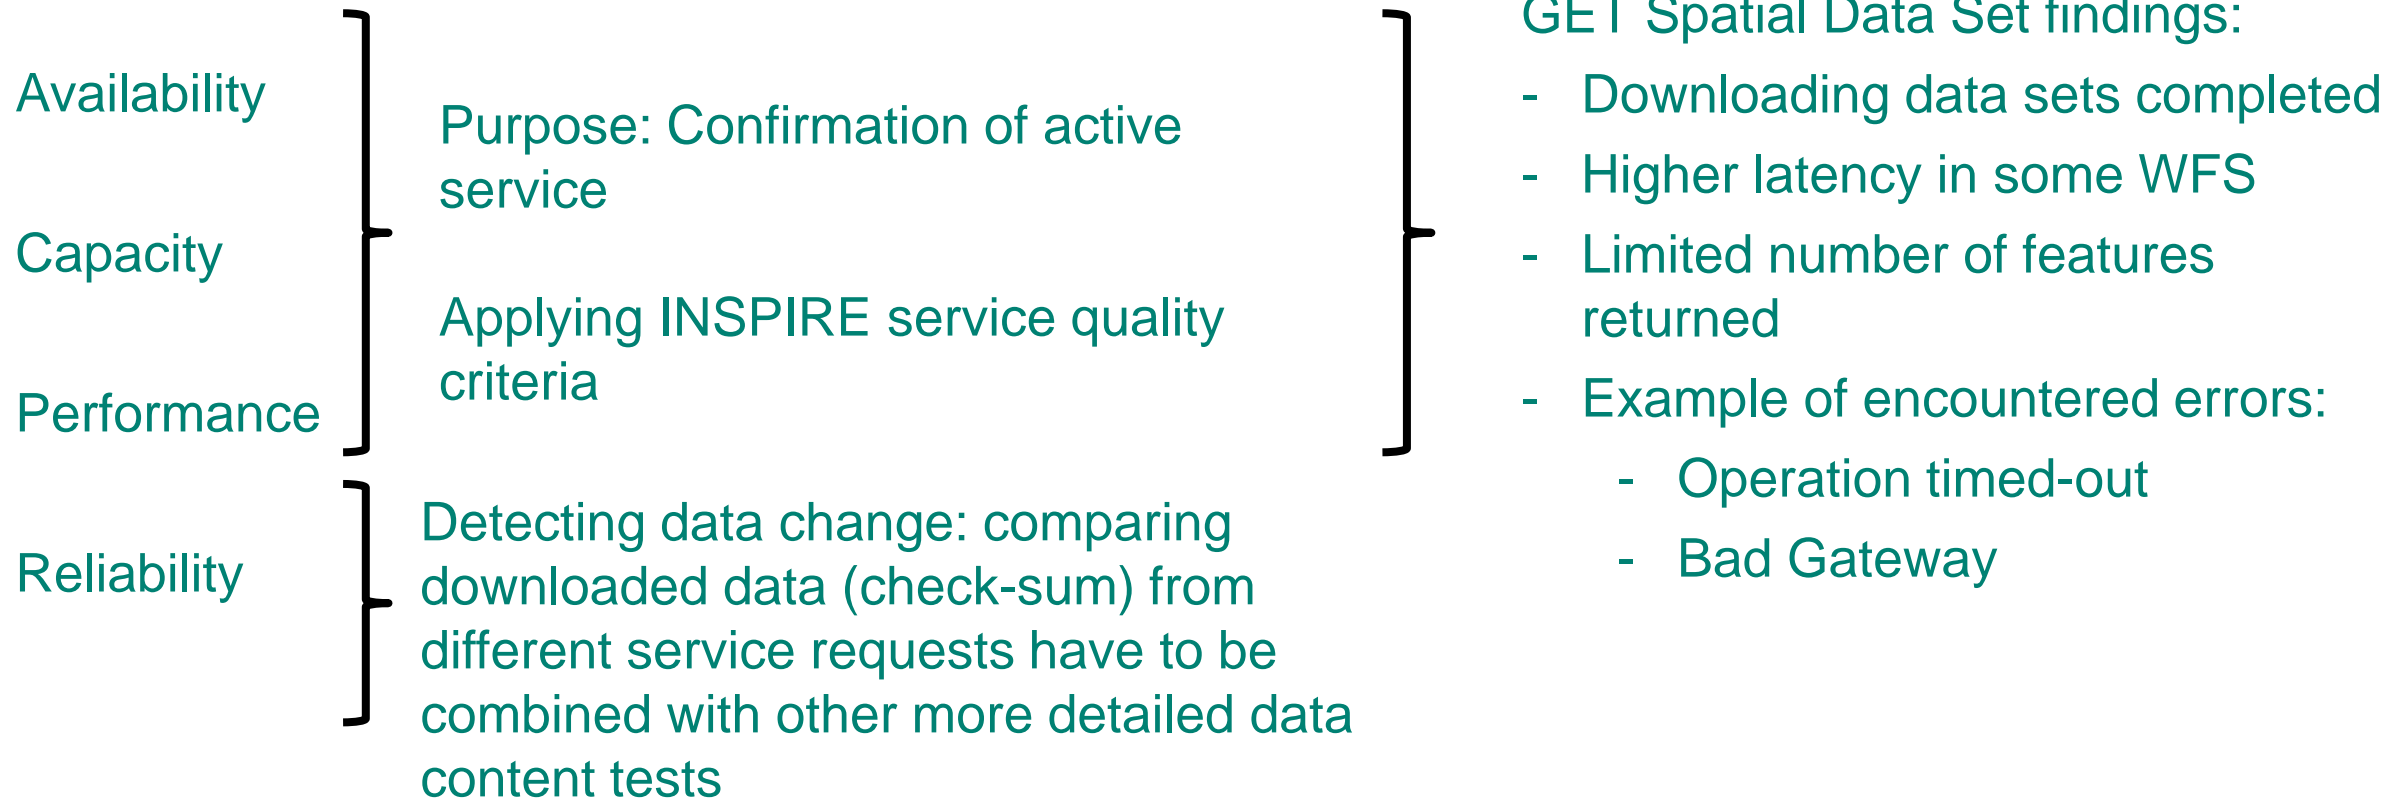 Availability
Capacity
Performance
Reliability
Purpose: Confirmation of active
service
Applying INSPIRE service quality
criteria
Detecting data change: comparing
downloaded data (check-sum) from
different service requests have to be
combined with other more detailed data
content tests
GET Spatial Data Set findings:
- Downloading data sets completed
- Higher latency in some WFS
- Limited number of features
returned
- Example of encountered errors:
- Operation timed-out
- Bad Gateway